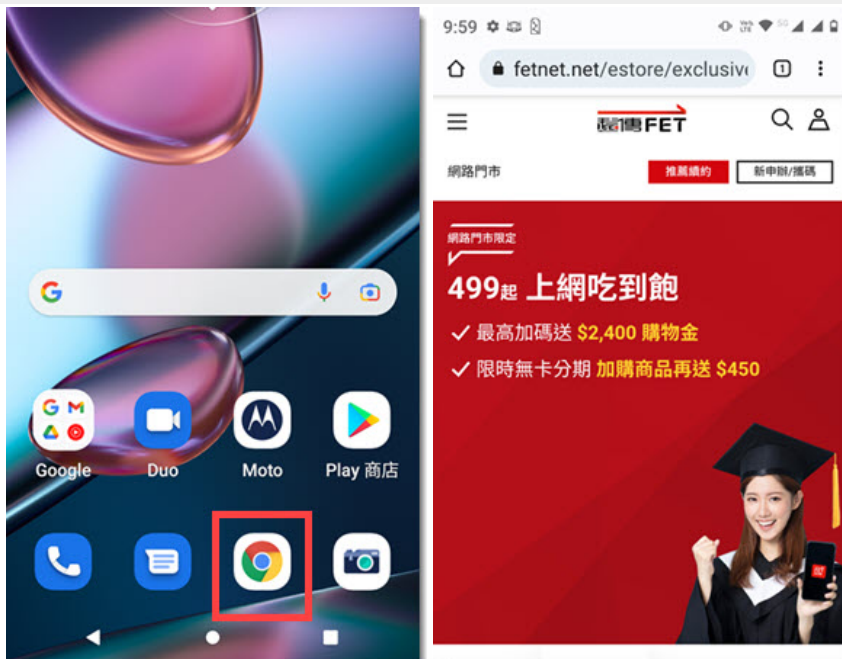 Google
Duo
Moto
Play 商店
9:59
VoLTE
5G
fetnet.net/estore/exclusive
1
遠傳FET
網路門市
推薦續約
新申辦/攜碼
網路門市限定
499起 上網吃到飽
最高加碼送 $2,400 購物金
限時無卡分期 加購商品再送 $450